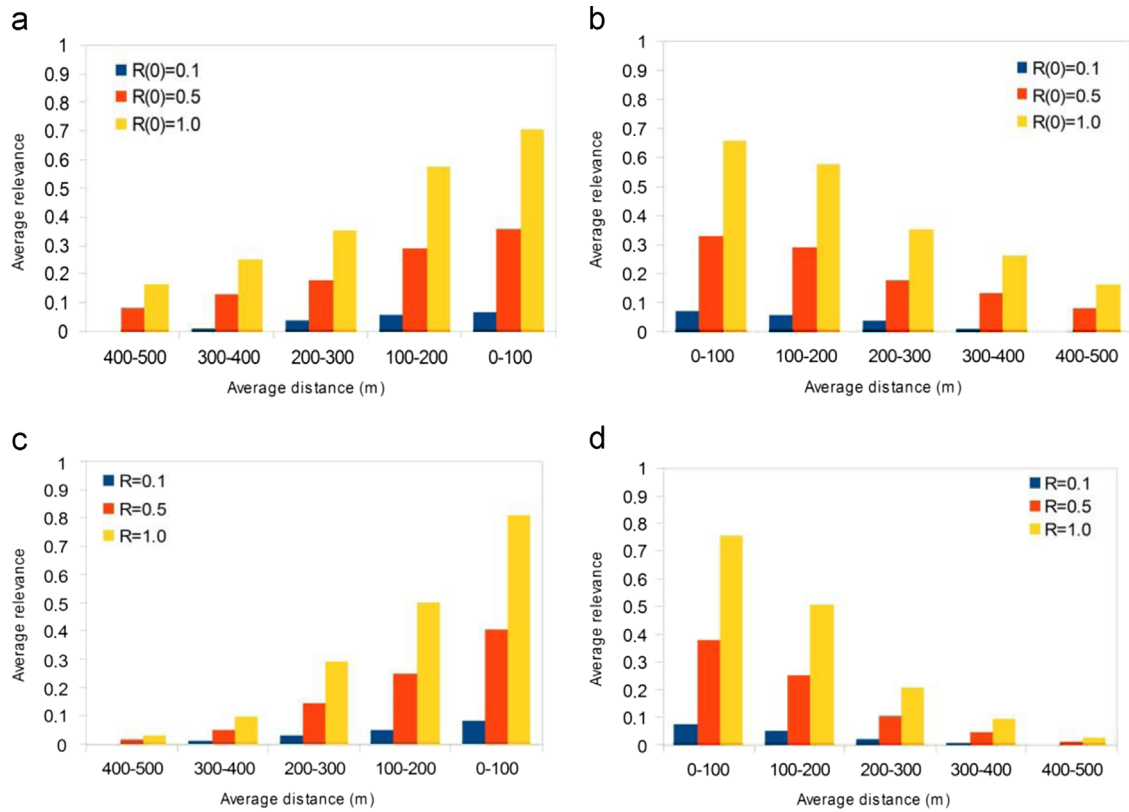 a
Average relevance
1
0.9
0.8
0.7
0.6
0.5
0.4
0.3
0.2
0.1
0
R(0)=0.1
R(0)=0.5
R(0)=1.0
400-500 300-400 200-300 100-200 0-100
Average distance (m)
b
Average relevance
1
0.9
0.8
0.7
0.6
0.5
0.4
0.3
0.2
0.1
0
R(0)=0.1
R(0)=0.5
R(0)=1.0
0-100 100-200 200-300 300-400 400-500
Average distance (m)
c
Average relevance
1
0.9
0.8
0.7
0.6
0.5
0.4
0.3
0.2
0.1
0
R=0.1
R=0.5
R=1.0
400-500 300-400 200-300 100-200 0-100
Average distance (m)
d
Average relevance
1
0.9
0.8
0.7
0.6
0.5
0.4
0.3
0.2
0.1
0
R=0.1
R=0.5
R=1.0
0-100 100-200 200-300 300-400 400-500
Average distance (m)